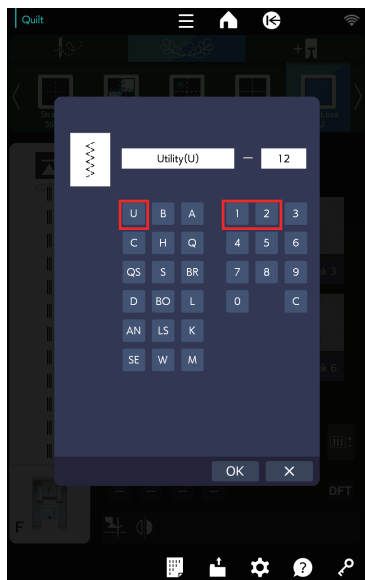 Quilt
Utility(U) – 12
U B A 1 2 3
C H Q 4 5 6
QS S BR 7 8 9
D BO L 0 C
AN LS K
SE W M
OK ×
DFT
F
?